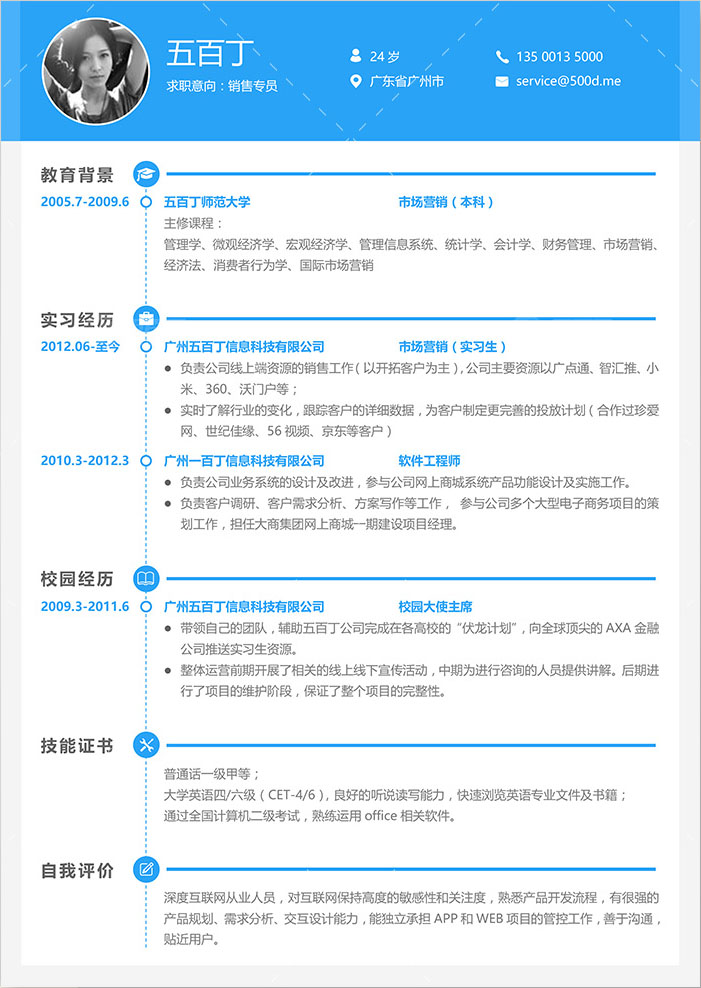 五百丁
求职意向：销售专员
24 岁
135 0013 5000
广东省广州市
service@500d.me
教育背景
2005.7-2009.6 五百丁师范大学 市场营销（本科）
主修课程：
管理学、微观经济学、宏观经济学、管理信息系统、统计学、会计学、财务管理、市场营销、
经济法、消费者行为学、国际市场营销
实习经历
2012.06-至今 广州五百丁信息科技有限公司 市场营销（实习生）
● 负责公司线上端资源的销售工作（以开拓客户为主），公司主要资源以广点通、智汇推、小
米、360、沃门户等；
● 实时了解行业的变化，跟踪客户的详细数据，为客户制定更完善的投放计划（合作过珍爱
网、世纪佳缘、56 视频、京东等客户）
2010.3-2012.3 广州一百丁信息科技有限公司 软件工程师
● 负责公司业务系统的设计及改进，参与公司网上商城系统产品功能设计及实施工作。
● 负责客户调研、客户需求分析、方案写作等工作， 参与公司多个大型电子商务项目的策
划工作，担任大商集团网上商城一期建设项目经理。
校园经历
2009.3-2011.6 广州五百丁信息科技有限公司 校园大使主席
● 带领自己的团队，辅助五百丁公司完成在各高校的“伏龙计划”，向全球顶尖的 AXA 金融
公司推送实习生资源。
● 整体运营前期开展了相关的线上线下宣传活动，中期为进行咨询的人员提供讲解。后期进
行了项目的维护阶段，保证了整个项目的完整性。
技能证书
普通话一级甲等；
大学英语四/六级（CET-4/6），良好的听说读写能力，快速浏览英语专业文件及书籍；
通过全国计算机二级考试，熟练运用 office 相关软件。
自我评价
深度互联网从业人员，对互联网保持高度的敏感性和关注度，熟悉产品开发流程，有很强的
产品规划、需求分析、交互设计能力，能独立承担 APP 和 WEB 项目的管控工作，善于沟通，
贴近用户。